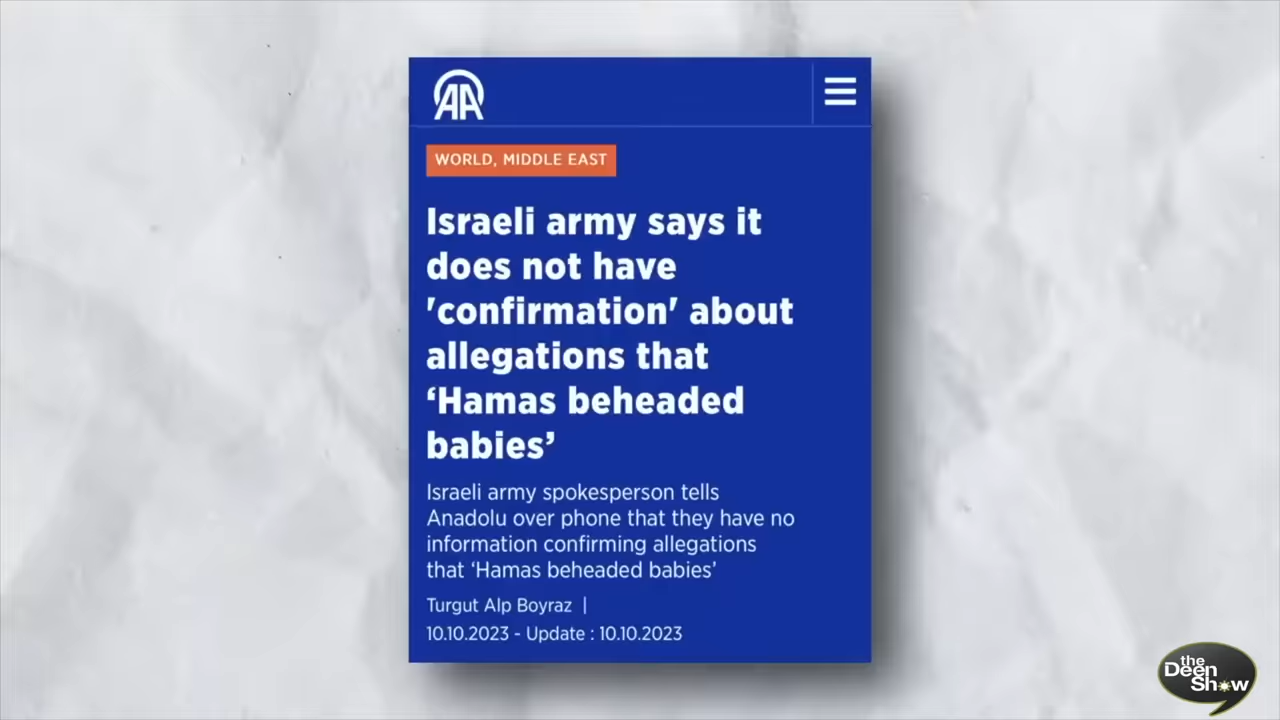 AA
WORLD, MIDDLE EAST
Israeli army says it
does not have
'confirmation' about
allegations that
‘Hamas beheaded
babies’
Israeli army spokesperson tells
Anadolu over phone that they have no
information confirming allegations
that ‘Hamas beheaded babies’
Turgut Alp Boyraz |
10.10.2023 - Update : 10.10.2023
the
Deen
Show